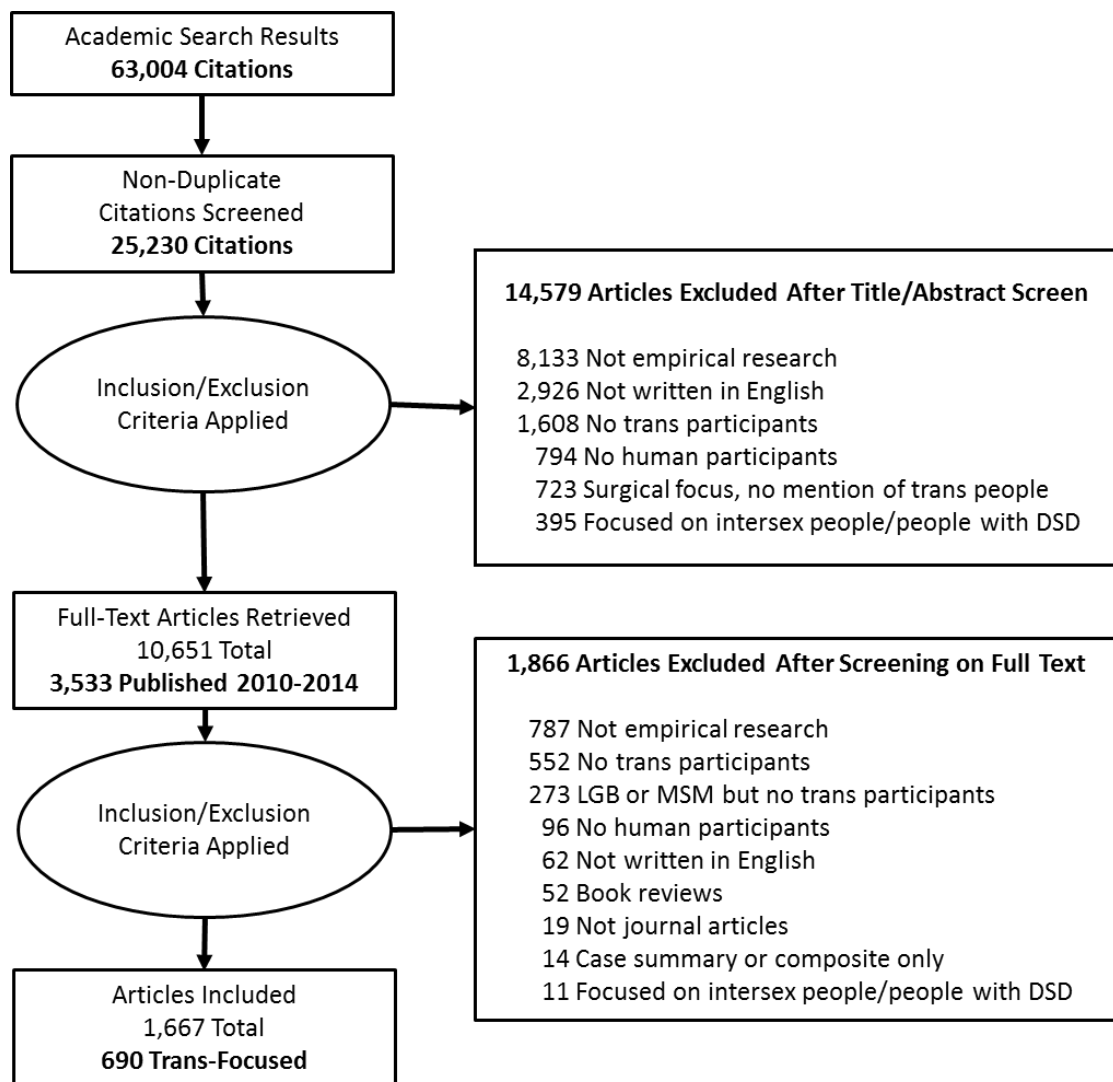 Academic Search Results
63,004 Citations
Non-Duplicate
Citations Screened
25,230 Citations
Inclusion/Exclusion
Criteria Applied
14,579 Articles Excluded After Title/Abstract Screen
8,133 Not empirical research
2,926 Not written in English
1,608 No trans participants
794 No human participants
723 Surgical focus, no mention of trans people
395 Focused on intersex people/people with DSD
Full-Text Articles Retrieved
10,651 Total
3,533 Published 2010-2014
Inclusion/Exclusion
Criteria Applied
1,866 Articles Excluded After Screening on Full Text
787 Not empirical research
552 No trans participants
273 LGB or MSM but no trans participants
96 No human participants
62 Not written in English
52 Book reviews
19 Not journal articles
14 Case summary or composite only
11 Focused on intersex people/people with DSD
Articles Included
1,667 Total
690 Trans-Focused